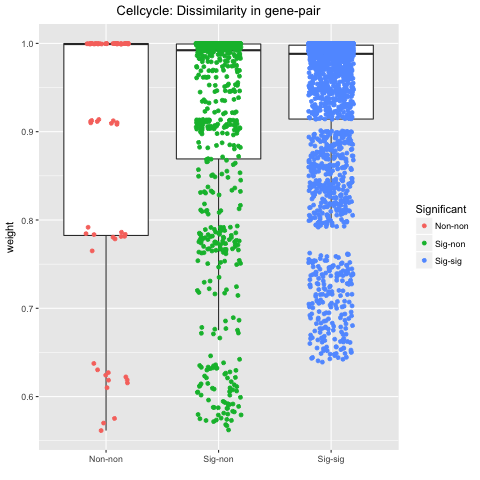 Cellcycle: Dissimilarity in gene-pair
1.0
0.9
0.8
0.7
0.6
weight
Non-non
Sig-non
Sig-sig
Significant
Non-non
Sig-non
Sig-sig